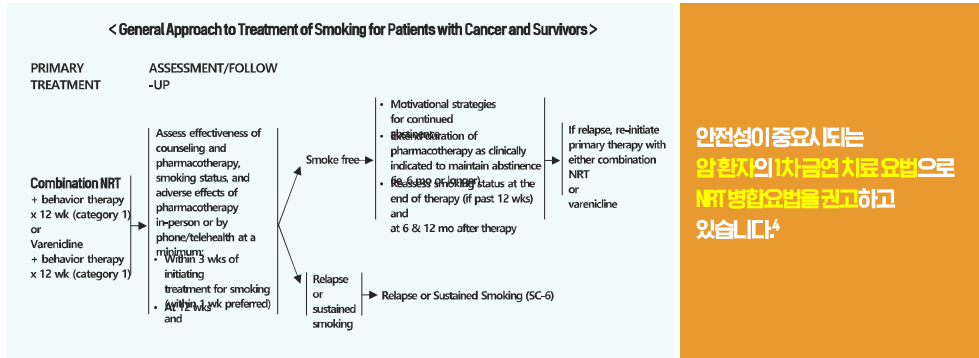 < General Approach to Treatment of Smoking for Patients with Cancer and Survivors >
PRIMARY
TREATMENT
ASSESSMENT/FOLLOW
-UP
Combination NRT
+ behavior therapy
x 12 wk (category 1)
or
Varenicline
+ behavior therapy
x 12 wk (category 1)
Assess effectiveness of
counseling and
pharmacotherapy,
smoking status, and
adverse effects of
pharmacotherapy
in-person or by
phone/telehealth at a
minimum:
• Within 3 wks of
initiating
treatment for smoking
(within 1 wk preferred)
and
• At 12 wks
Smoke free
• Motivational strategies
for continued
abstinence
• Extend duration of
pharmacotherapy as clinically
indicated to maintain abstinence
(ie, 6 mo or longer)
• Reassess smoking status at the
end of therapy (if past 12 wks)
and
at 6 & 12 mo after therapy
If relapse, re-initiate
primary therapy with
either combination
NRT
or
varenicline
Relapse
or
sustained
smoking
Relapse or Sustained Smoking (SC-6)
안전성이 중요시되는
암 환자의 1차 금연 치료 요법으로
NRT 병합요법을 권고하고
있습니다.4